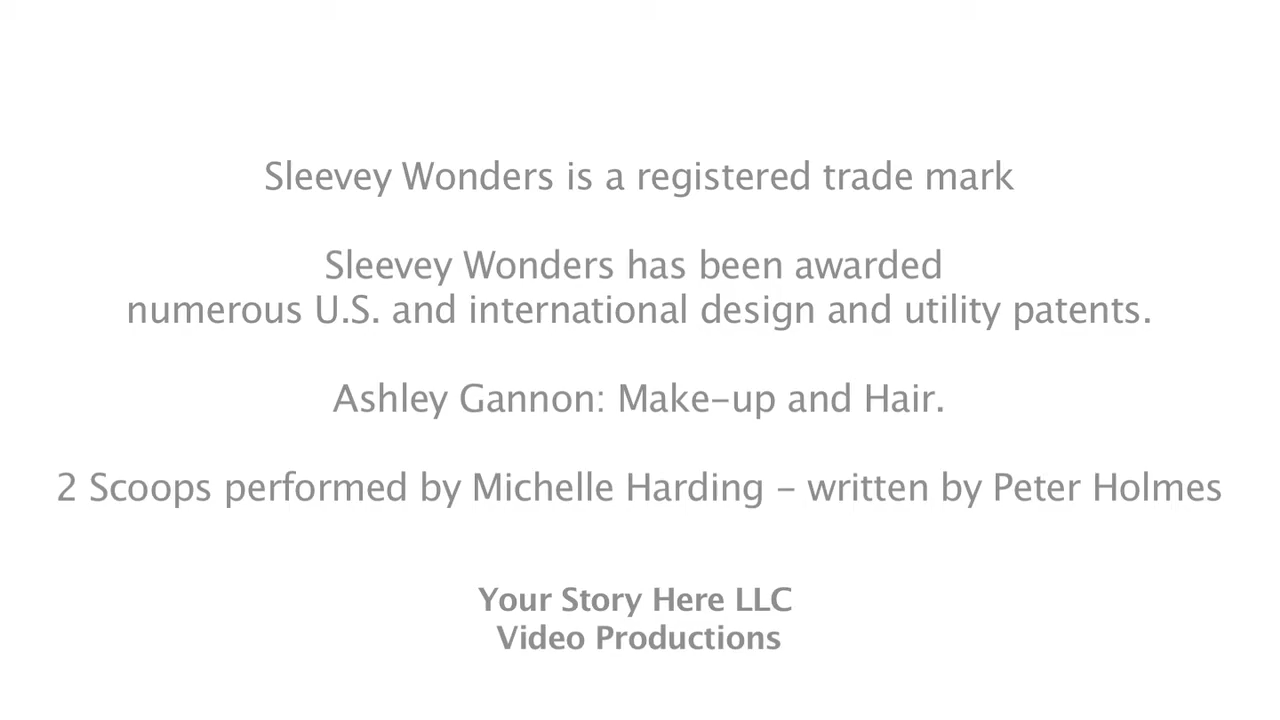 Sleevey Wonders is a registered trade mark
Sleevey Wonders has been awarded
numerous U.S. and international design and utility patents.
Ashley Gannon: Make-up and Hair.
2 Scoops performed by Michelle Harding - written by Peter Holmes
Your Story Here LLC
Video Productions